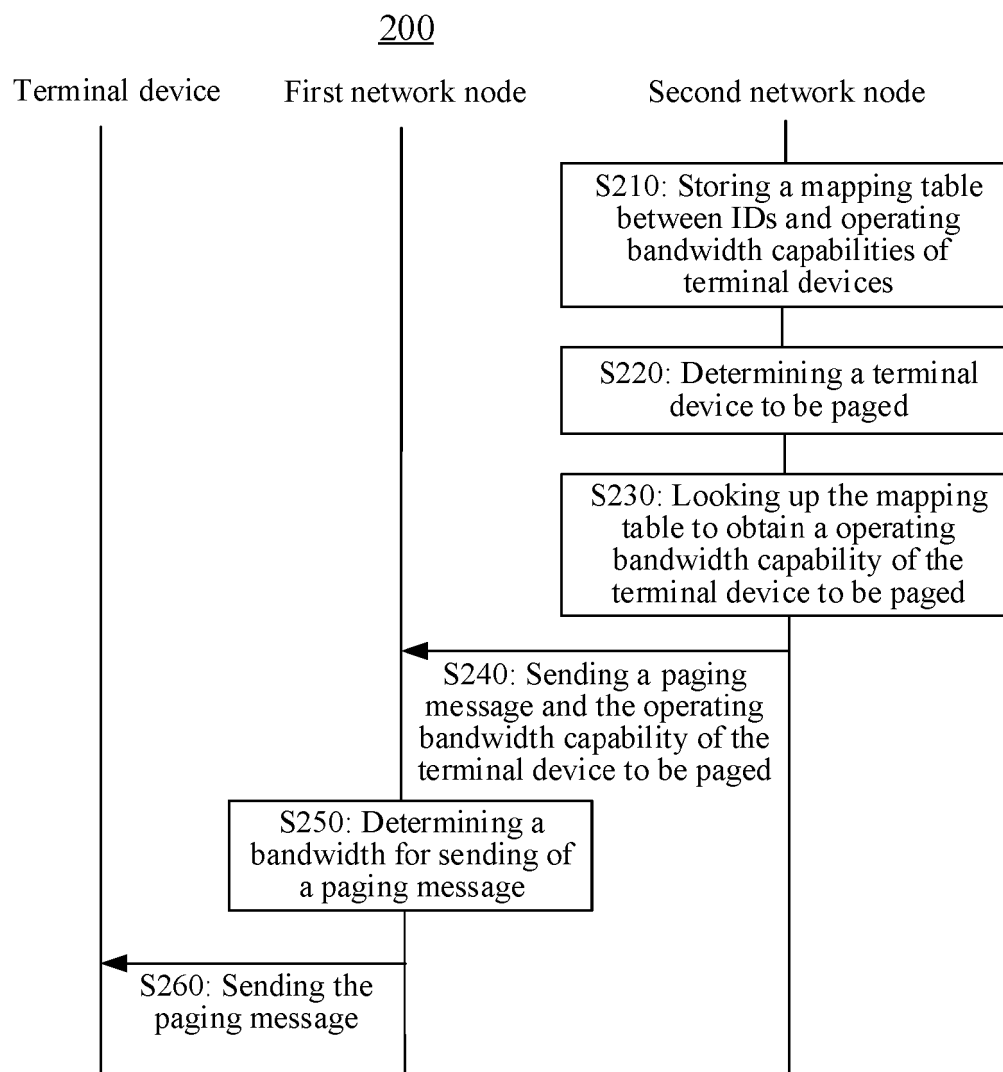 200
Terminal device
First network node
Second network node
S210: Storing a mapping table
between IDs and operating
bandwidth capabilities of
terminal devices
S220: Determining a terminal
device to be paged
S230: Looking up the mapping
table to obtain a operating
bandwidth capability of the
terminal device to be paged
S240: Sending a paging
message and the operating
bandwidth capability of the
terminal device to be paged
S250: Determining a
bandwidth for sending of
a paging message
S260: Sending the
paging message